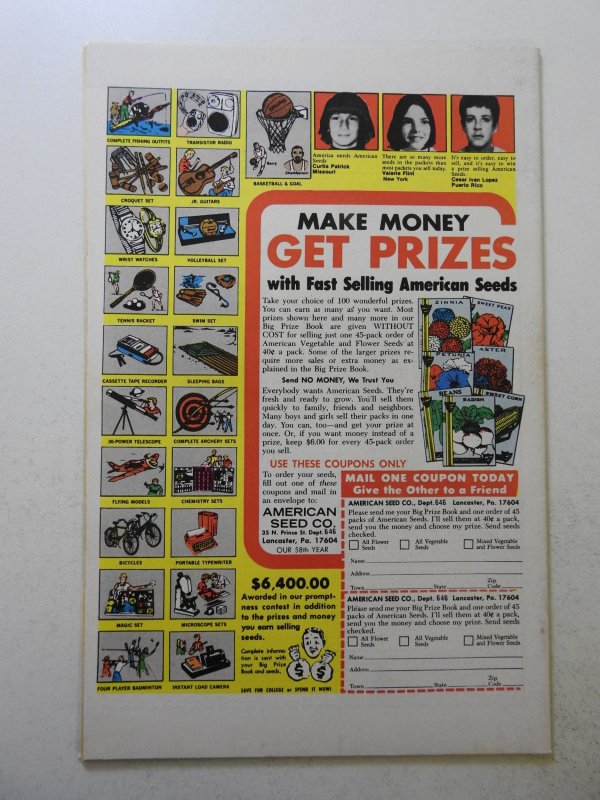 COMPLETE FISHING OUTFITS
TRANSISTOR RADIO
CROQUET SET
JR. GUITARS
WRIST WATCHES
VOLLEYBALL SET
TENNIS RACKET
SWIM SET
CASSETTE TAPE RECORDER
SLEEPING BAGS
30-POWER TELESCOPE
COMPLETE ARCHERY SETS
FLYING MODELS
CHEMISTRY SETS
BICYCLES
PORTABLE TYPEWRITER
MAGIC SET
MICROSCOPE SETS
FOUR PLAYER BADMINTON
INSTANT LOAD CAMERA
Barry
Chamberlain
BASKETBALL & GOAL
America needs American
Seeds
Curtis Patrick
Missouri
There are so many more
seeds in the packets than
most packets you sell today.
Valerie Flint
New York
It's easy to order, easy to
sell, and it's easy to win
a prize selling American
Seeds.
Cesar Ivan Lopez
Puerto Rico
MAKE MONEY
GET PRIZES
with Fast Selling American Seeds
Take your choice of 100 wonderful prizes.
You can earn as many as you want. Most
prizes shown here and many more in our
Big Prize Book are given WITHOUT
COST for selling just one 45-pack order of
American Vegetable and Flower Seeds at
40¢ a pack. Some of the larger prizes re-
quire more sales or extra money as ex-
plained in the Big Prize Book.
Send NO MONEY, We Trust You
Everybody wants American Seeds. They're
fresh and ready to grow. You'll sell them
quickly to family, friends and neighbors.
Many boys and girls sell their packs in one
day. You can, too—and get your prize at
once. Or, if you want money instead of a
prize, keep $6.00 for every 45-pack order
you sell.
ZINNIA
SWEET PEAS
PETUNIA
ASTER
BEANS
RADISH
SWEET CORN
USE THESE COUPONS ONLY
To order your seeds,
fill out one of these
coupons and mail in
an envelope to:
AMERICAN
SEED CO.
35 N. Prince St. Dept. 646
Lancaster, Pa. 17604
OUR 58th YEAR
$6,400.00
Awarded in our prompt-
ness contest in addition
to the prizes and money
you earn selling
seeds.
Complete informa-
tion is sent with
your Big Prize
Book and seeds.
SAVE FOR COLLEGE or SPEND IT NOW!
MAIL ONE COUPON TODAY
Give the Other to a Friend
AMERICAN SEED CO., Dept. 646 Lancaster, Pa. 17604
Please send me your Big Prize Book and one order of 45
packs of American Seeds. I'll sell them at 40¢ a pack,
send you the money and choose my prize. Send seeds
checked.
All Flower Seeds
All Vegetable Seeds
Mixed Vegetable and Flower Seeds
Name
Address
Town State Zip Code
AMERICAN SEED CO., Dept. 646 Lancaster, Pa. 17604
Please send me your Big Prize Book and one order of 45
packs of American Seeds. I'll sell them at 40¢ a pack,
send you the money and choose my prize. Send seeds
checked.
All Flower Seeds
All Vegetable Seeds
Mixed Vegetable and Flower Seeds
Name
Address
Town State Zip Code